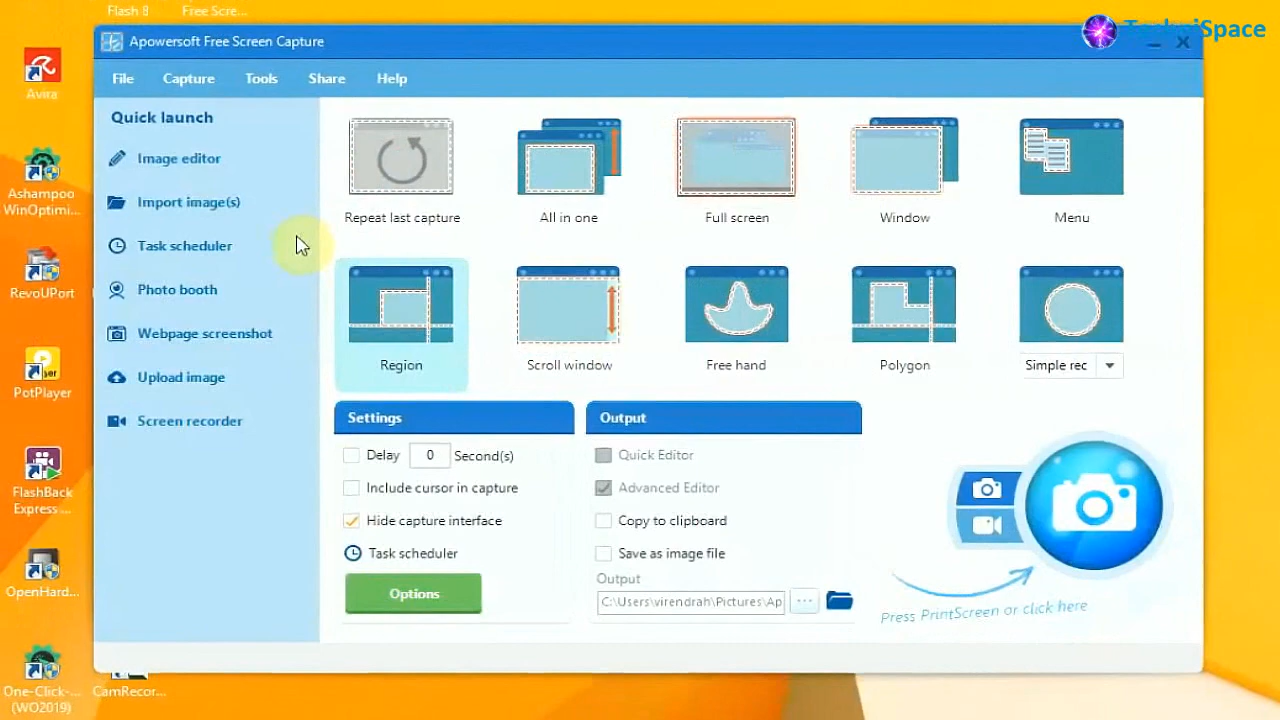 Flash 8
Free Scre...
TechniSpace
Apowersoft Free Screen Capture
File
Capture
Tools
Share
Help
Avira
Ashampoo
WinOptimi...
RevoUPort
PotPlayer
FlashBack
Express ...
OpenHard...
One-Click-...
(WO2019)
CamRecor...
Quick launch
Image editor
Import image(s)
Task scheduler
Photo booth
Webpage screenshot
Upload image
Screen recorder
Repeat last capture
All in one
Full screen
Window
Menu
Region
Scroll window
Free hand
Polygon
Simple rec
Settings
Delay
0
Second(s)
Include cursor in capture
Hide capture interface
Task scheduler
Options
Output
Quick Editor
Advanced Editor
Copy to clipboard
Save as image file
Output
C:\Users\virendrah\Pictures\Ap
...
Press PrintScreen or click here